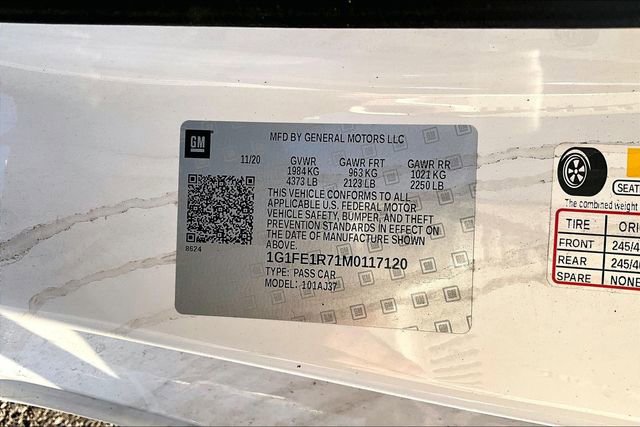 GM
MFD BY GENERAL MOTORS LLC
11/20 GVWR GAWR FRT GAWR RR
1984 KG 963 KG 1021 KG
4373 LB 2123 LB 2250 LB
THIS VEHICLE CONFORMS TO ALL
APPLICABLE U.S. FEDERAL MOTOR
VEHICLE SAFETY, BUMPER, AND THEFT
PREVENTION STANDARDS IN EFFECT ON
THE DATE OF MANUFACTURE SHOWN
ABOVE.
8624
1G1FE1R71M0117120
TYPE: PASS CAR
MODEL: 101AJ37
SEAT
The combined weight
TIRE ORI
FRONT 245/4
REAR 245/4
SPARE NONE